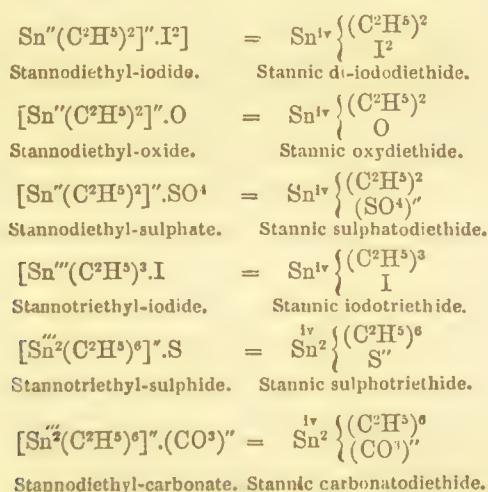 Sn″(C²H⁵)²]″.I²] = Snⁱᵛ{(C²H⁵)² I²
Stannodiethyl-iodide. Stannic di-iododiethide.
[Sn″(C²H⁵)²]″.O = Snⁱᵛ{(C²H⁵)² O
Stannodiethyl-oxide. Stannic oxydiethide.
[Sn″(C²H⁵)²]″.SO⁴ = Snⁱᵛ{(C²H⁵)² (SO⁴)″
Stannodiethyl-sulphate. Stannic sulphatodiethide.
[Sn‴(C²H⁵)³.I = Snⁱᵛ{(C²H⁵)³ I
Stannotriethyl-iodide. Stannic iodotriethide.
[Sn‴²(C²H⁵)⁶]″.S = Snⁱᵛ²{(C²H⁵)⁶ S″
Stannotriethyl-sulphide. Stannic sulphotriethide.
[Sn‴²(C²H⁵)⁶]″.(CO³)″ = Snⁱᵛ²{(C²H⁵)⁶ (CO³)″
Stannodiethyl-carbonate. Stannic carbonatodiethide.